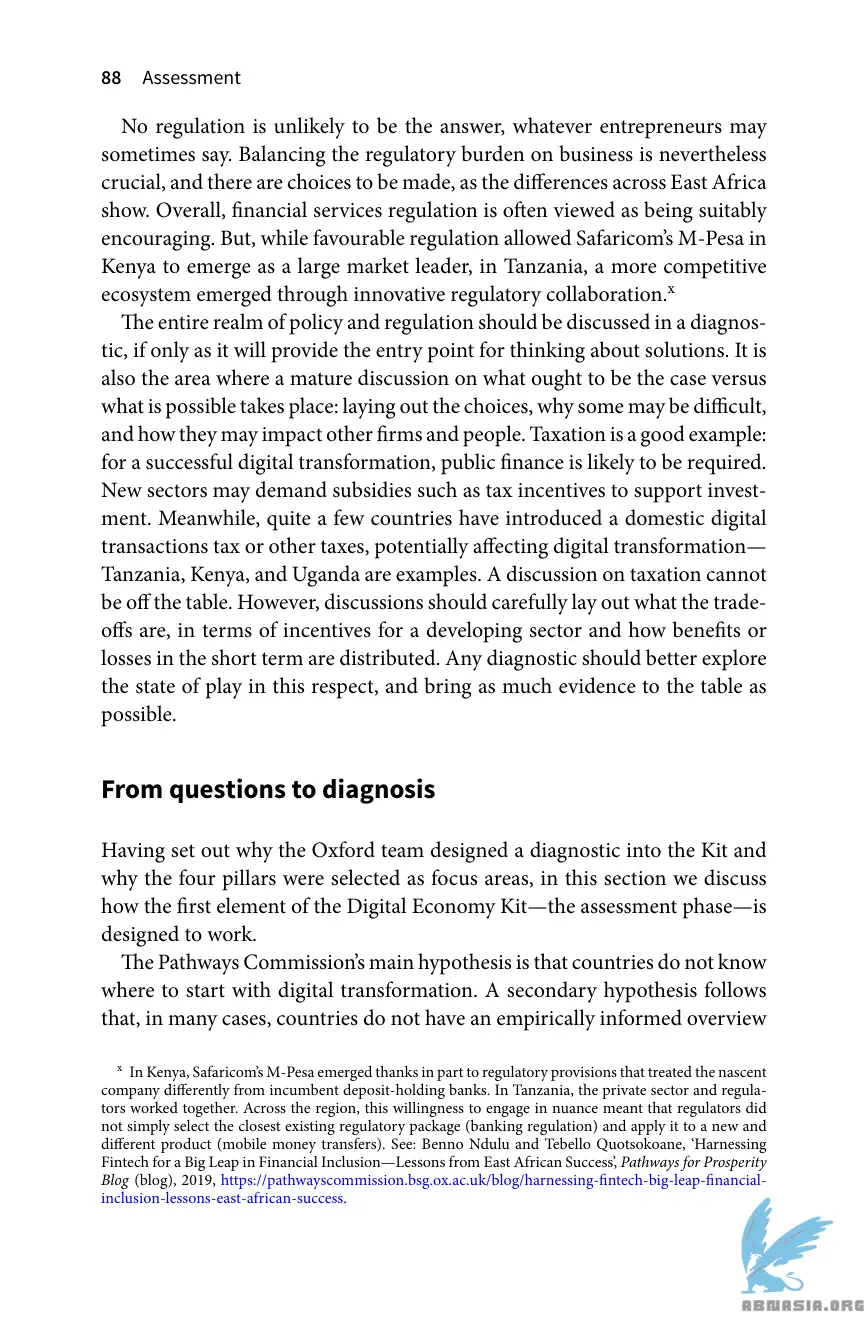 88 Assessment
No regulation is unlikely to be the answer, whatever entrepreneurs may
sometimes say. Balancing the regulatory burden on business is nevertheless
crucial, and there are choices to be made, as the differences across East Africa
show. Overall, financial services regulation is often viewed as being suitably
encouraging. But, while favourable regulation allowed Safaricom’s M-Pesa in
Kenya to emerge as a large market leader, in Tanzania, a more competitive
ecosystem emerged through innovative regulatory collaboration.x
The entire realm of policy and regulation should be discussed in a diagnos-
tic, if only as it will provide the entry point for thinking about solutions. It is
also the area where a mature discussion on what ought to be the case versus
what is possible takes place: laying out the choices, why some may be difficult,
and how they may impact other firms and people. Taxation is a good example:
for a successful digital transformation, public finance is likely to be required.
New sectors may demand subsidies such as tax incentives to support invest-
ment. Meanwhile, quite a few countries have introduced a domestic digital
transactions tax or other taxes, potentially affecting digital transformation—
Tanzania, Kenya, and Uganda are examples. A discussion on taxation cannot
be off the table. However, discussions should carefully lay out what the trade-
offs are, in terms of incentives for a developing sector and how benefits or
losses in the short term are distributed. Any diagnostic should better explore
the state of play in this respect, and bring as much evidence to the table as
possible.
From questions to diagnosis
Having set out why the Oxford team designed a diagnostic into the Kit and
why the four pillars were selected as focus areas, in this section we discuss
how the first element of the Digital Economy Kit—the assessment phase—is
designed to work.
The Pathways Commission’s main hypothesis is that countries do not know
where to start with digital transformation. A secondary hypothesis follows
that, in many cases, countries do not have an empirically informed overview
x In Kenya, Safaricom’s M-Pesa emerged thanks in part to regulatory provisions that treated the nascent
company differently from incumbent deposit-holding banks. In Tanzania, the private sector and regula-
tors worked together. Across the region, this willingness to engage in nuance meant that regulators did
not simply select the closest existing regulatory package (banking regulation) and apply it to a new and
different product (mobile money transfers). See: Benno Ndulu and Tebello Quotsokoane, ‘Harnessing
Fintech for a Big Leap in Financial Inclusion—Lessons from East African Success’, Pathways for Prosperity
Blog (blog), 2019, https://pathwayscommission.bsg.ox.ac.uk/blog/harnessing-fintech-big-leap-financial-
inclusion-lessons-east-african-success.
ABNASIA.ORG